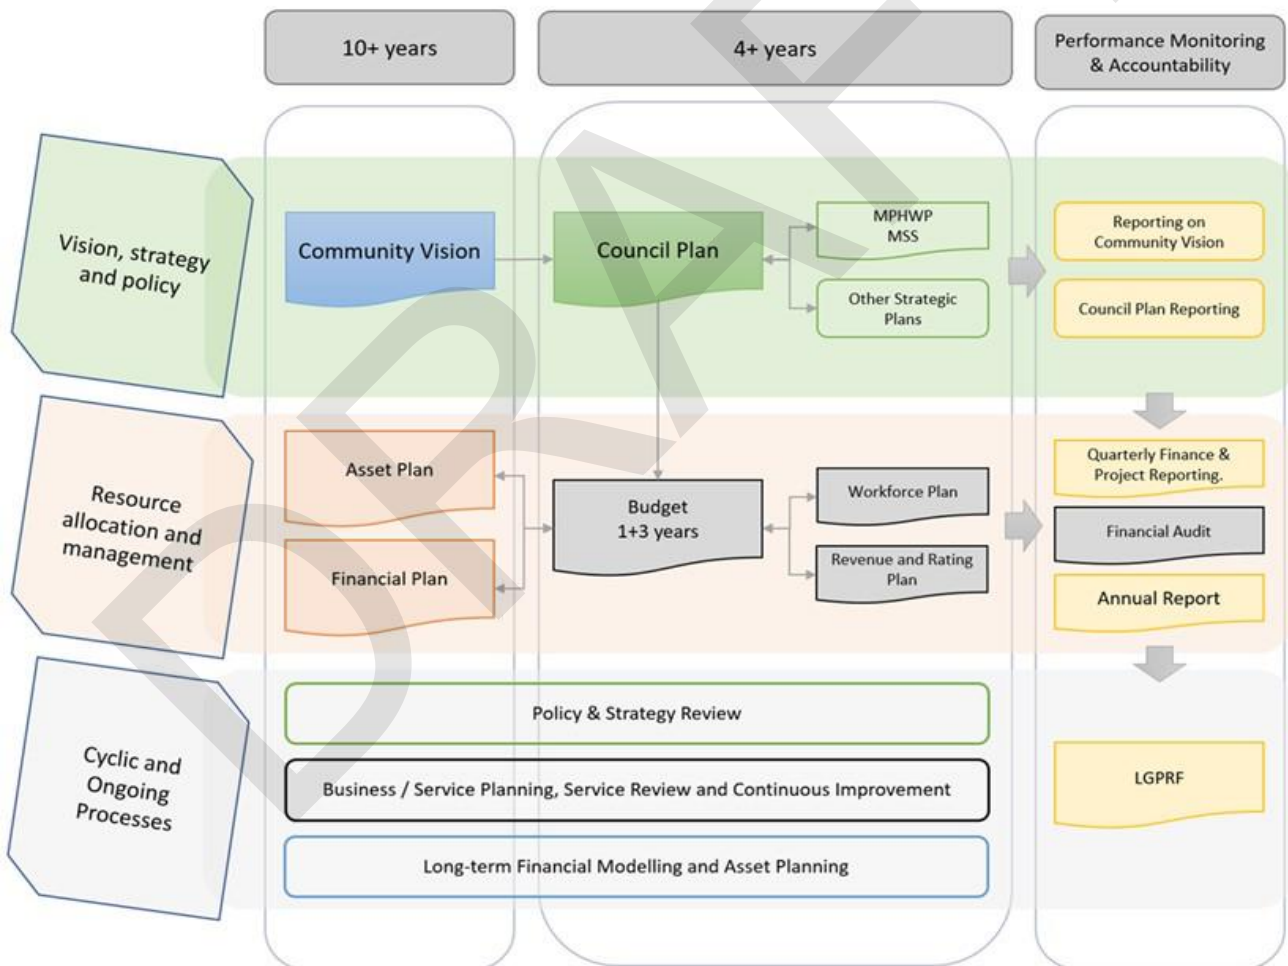 10+ years
4+ years
Performance Monitoring
& Accountability
Vision, strategy
and policy
Community Vision
Council Plan
MPHWP
MSS
Other Strategic
Plans
Reporting on
Community Vision
Council Plan Reporting
Resource
allocation and
management
Asset Plan
Financial Plan
Budget
1+3 years
Workforce Plan
Revenue and Rating
Plan
Quarterly Finance &
Project Reporting.
Financial Audit
Annual Report
Cyclic and
Ongoing
Processes
Policy & Strategy Review
Business / Service Planning, Service Review and Continuous Improvement
Long-term Financial Modelling and Asset Planning
LGPRF
DRAF